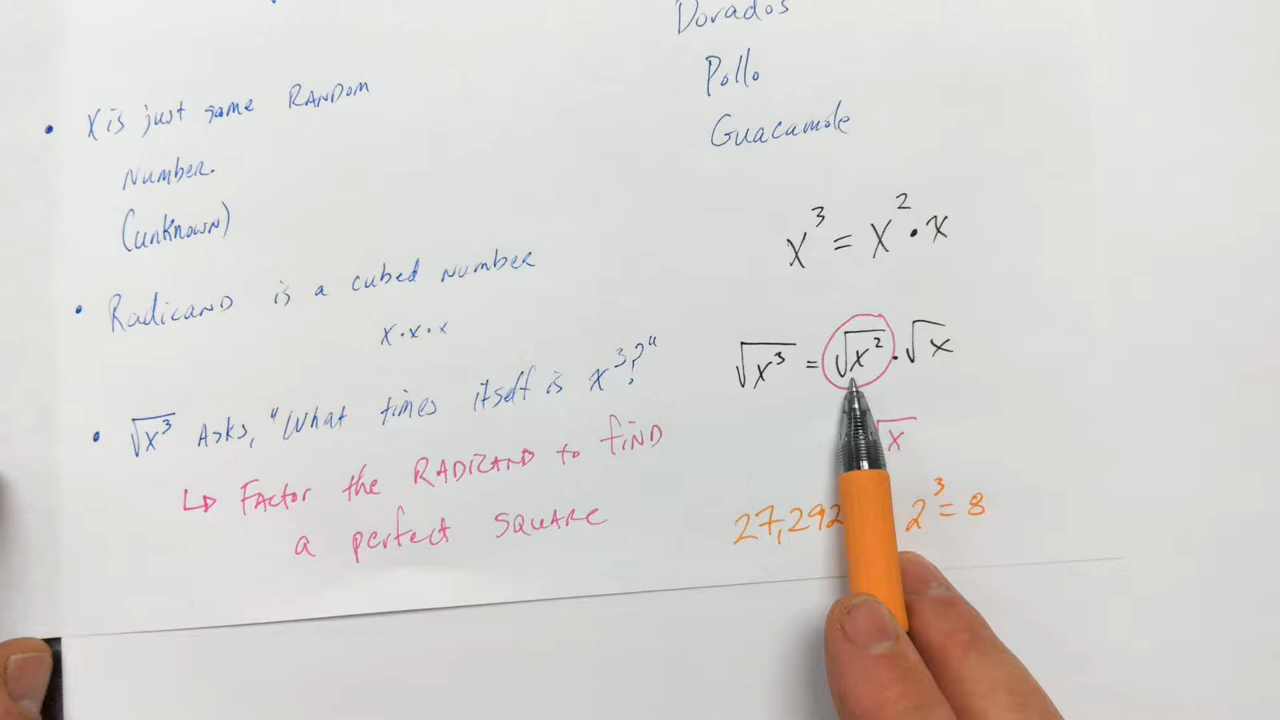 • X is just some RANDOM
Number.
(unknown)
• Radicand is a cubed number
x·x·x
• √x³ Asks, "What times itself is x³?"
↳ Factor the RADICAND to find
a perfect square
Dorados
Pollo
Guacamole
x³ = x²·x
√x³ = √x²·√x
√x
27,292
2³=8